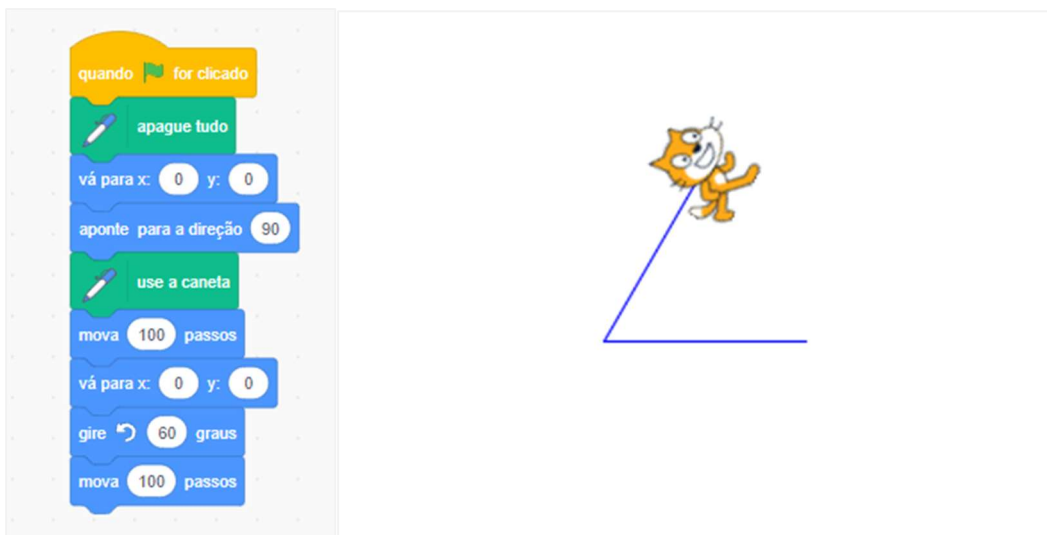 quando for clicado
apague tudo
vá para x: 0 y: 0
aponte para a direção 90
use a caneta
mova 100 passos
vá para x: 0 y: 0
gire 60 graus
mova 100 passos